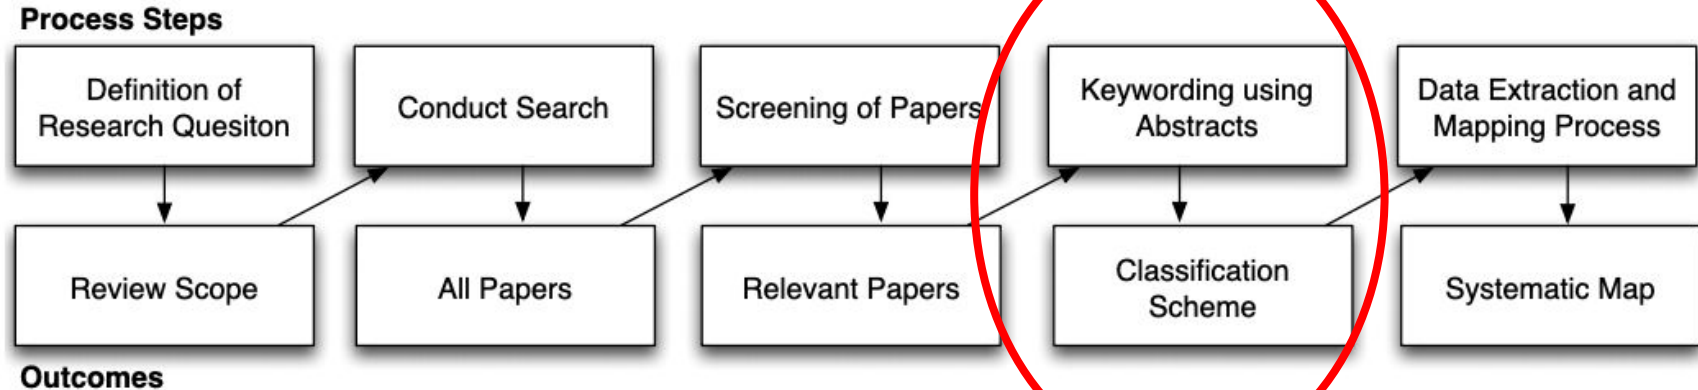 Process Steps
Definition of
Research Quesiton
Conduct Search
Screening of Papers
Keywording using
Abstracts
Data Extraction and
Mapping Process
Review Scope
All Papers
Relevant Papers
Classification
Scheme
Systematic Map
Outcomes